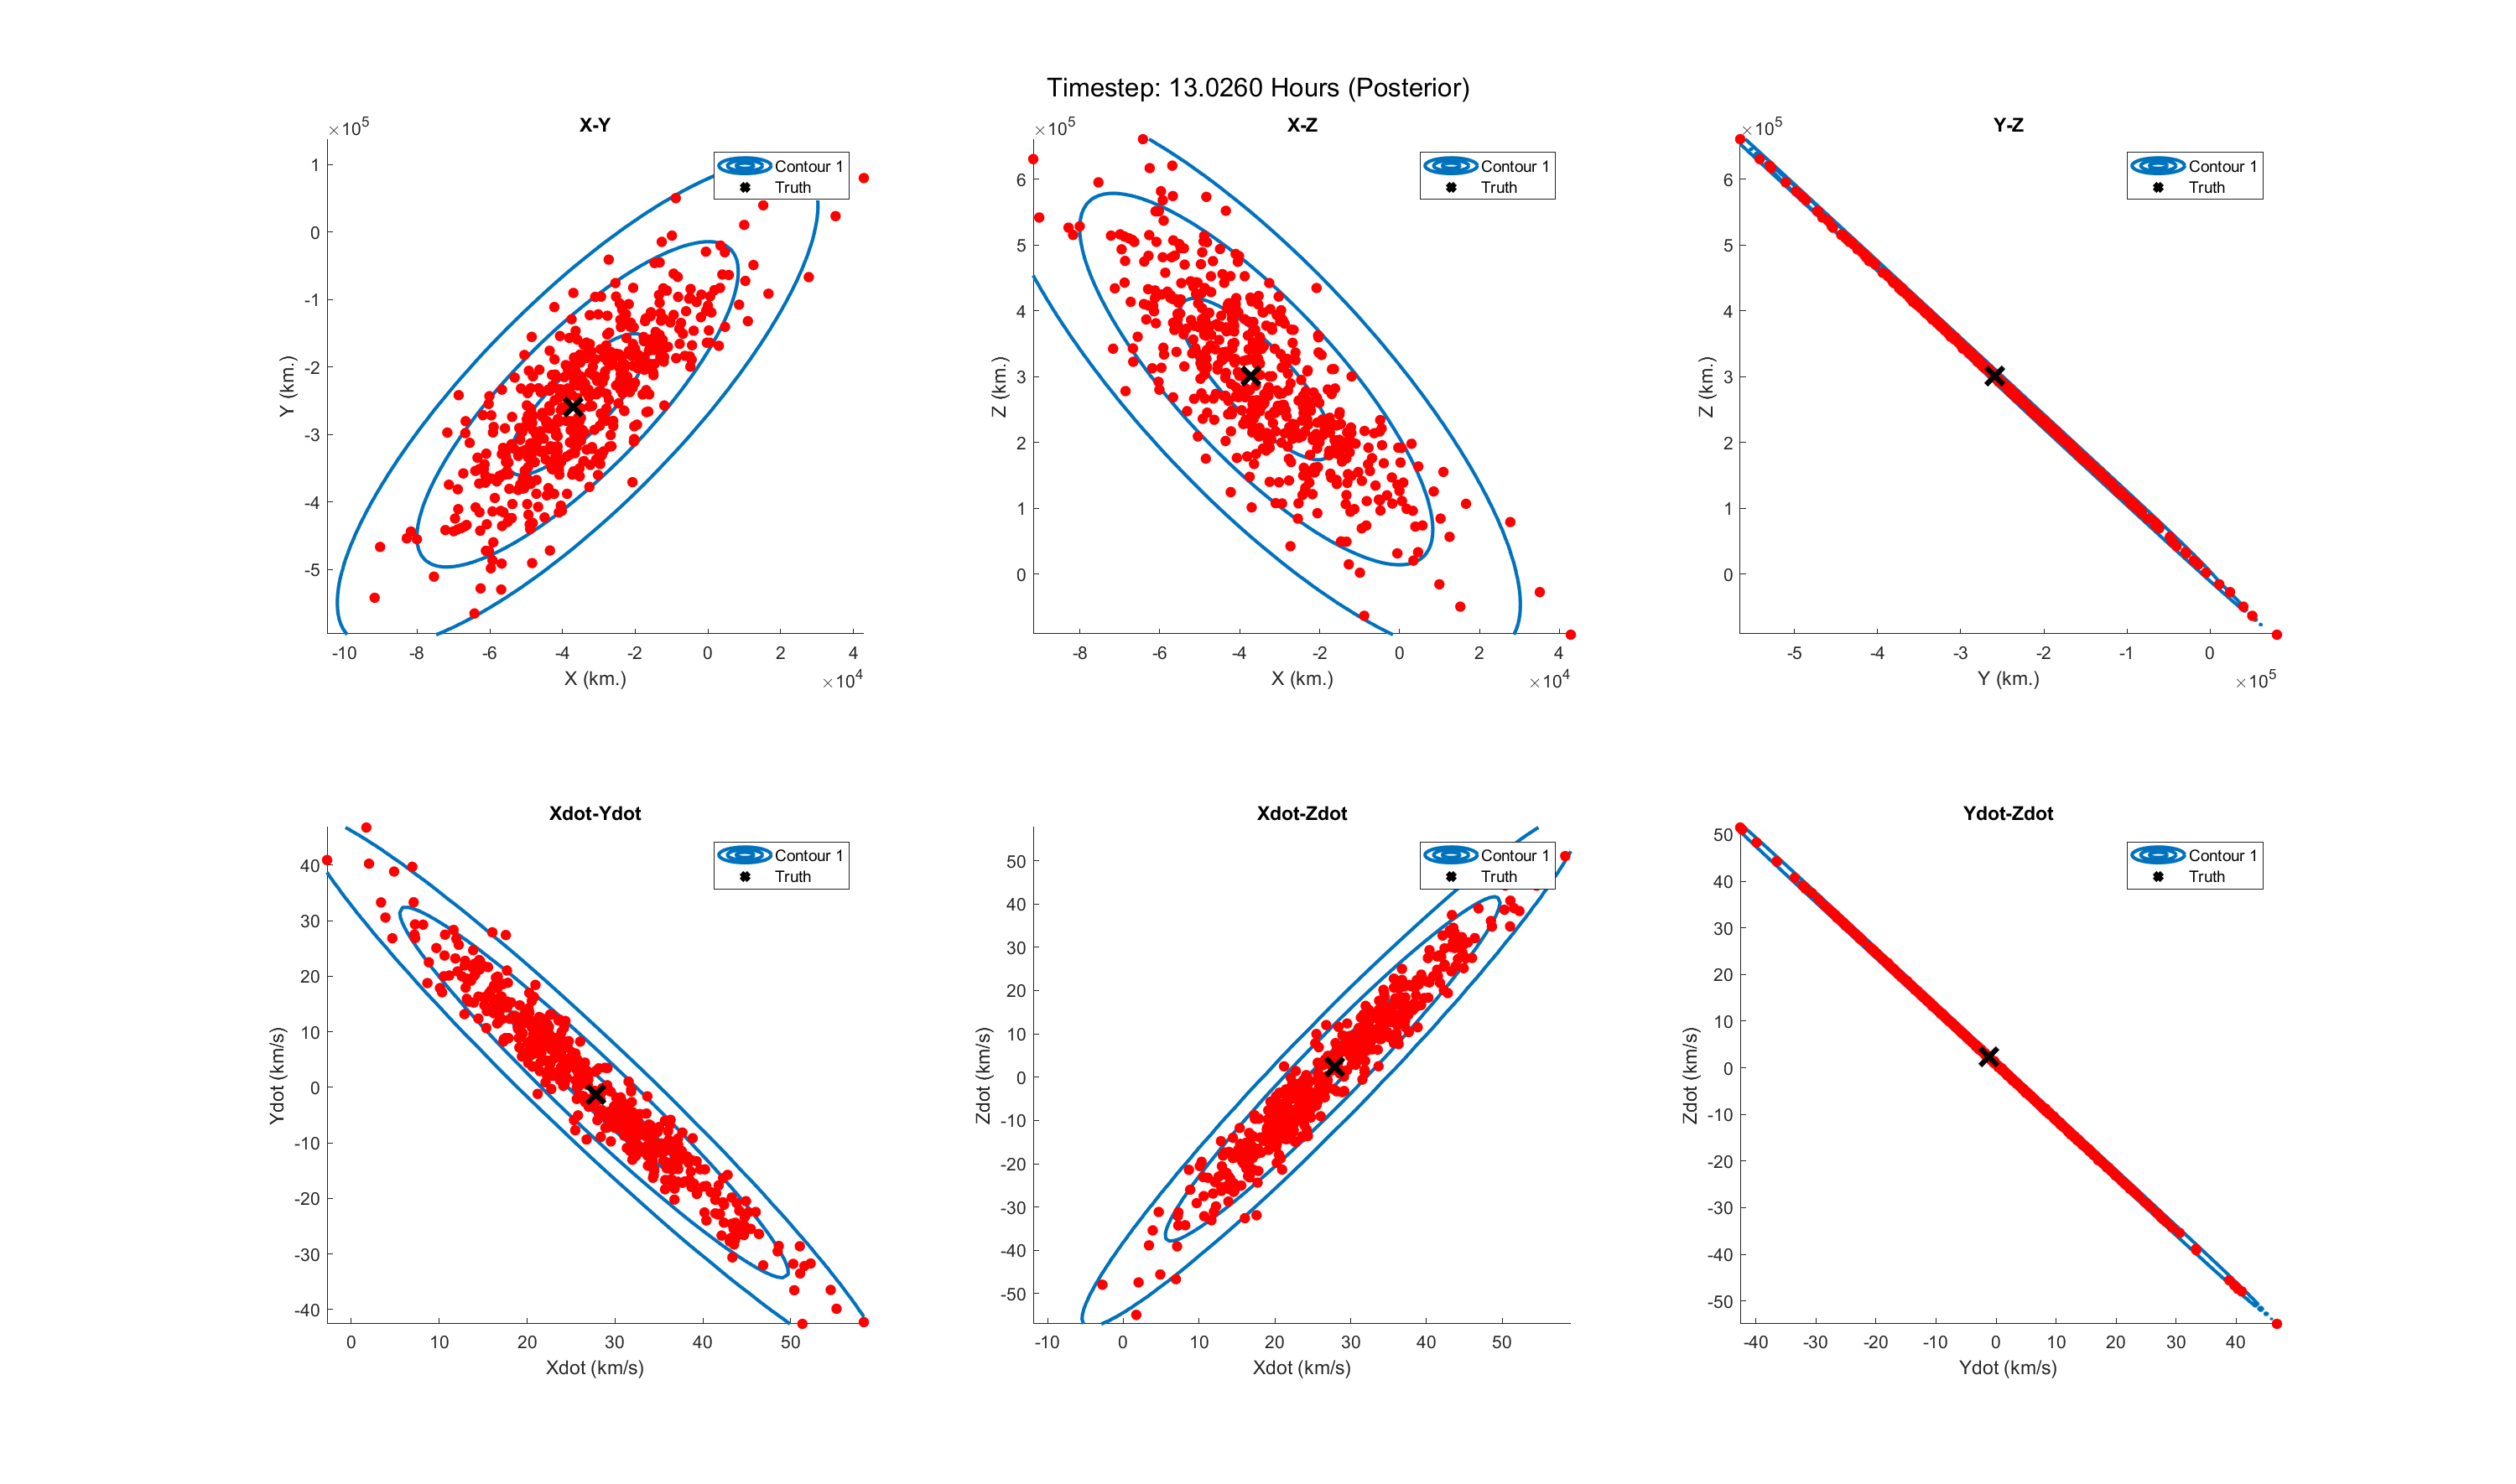 Timestep: 13.0260 Hours (Posterior)
X-Y
×10^5
1
0
-1
-2
-3
-4
-5
Y (km.)
-10 -8 -6 -4 -2 0 2 4
X (km.)
×10^4
Contour 1
Truth
X-Z
×10^5
6
5
4
3
2
1
0
Z (km.)
-8 -6 -4 -2 0 2 4
X (km.)
×10^4
Contour 1
Truth
Y-Z
×10^5
6
5
4
3
2
1
0
Z (km.)
-5 -4 -3 -2 -1 0
Y (km.)
×10^5
Contour 1
Truth
Xdot-Ydot
40
30
20
10
0
-10
-20
-30
-40
Ydot (km/s)
0 10 20 30 40 50
Xdot (km/s)
Contour 1
Truth
Xdot-Zdot
50
40
30
20
10
0
-10
-20
-30
-40
-50
Zdot (km/s)
-10 0 10 20 30 40 50
Xdot (km/s)
Contour 1
Truth
Ydot-Zdot
50
40
30
20
10
0
-10
-20
-30
-40
-50
Zdot (km/s)
-40 -30 -20 -10 0 10 20 30 40
Ydot (km/s)
Contour 1
Truth